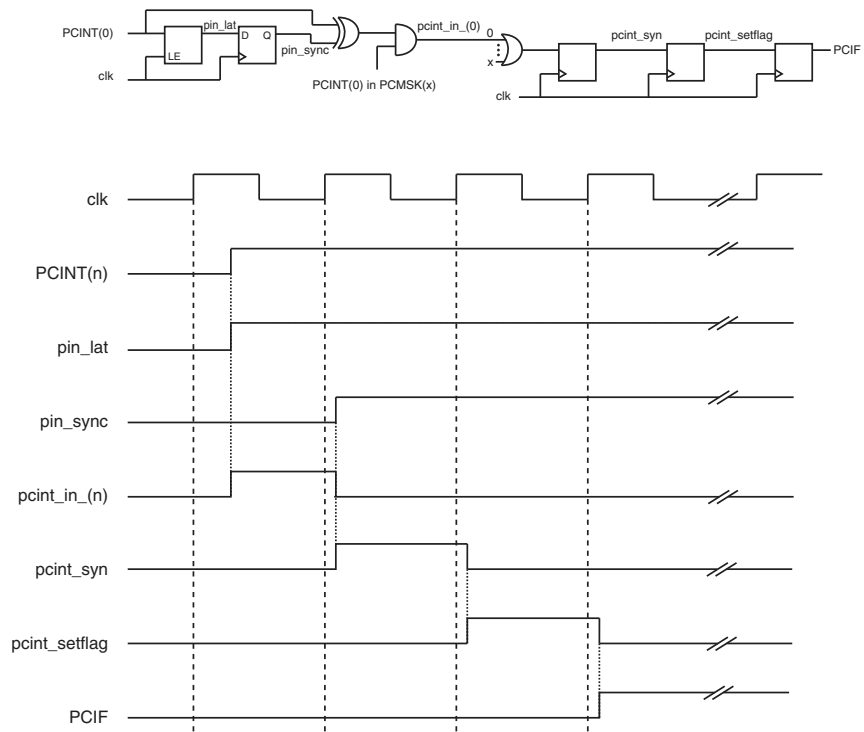 PCINT(0)
pin_lat
D Q
LE
pin_sync
clk
PCINT(0) in PCMSK(x)
pcint_in_(0)
0
x
clk
pcint_syn
pcint_setflag
PCIF
clk
PCINT(n)
pin_lat
pin_sync
pcint_in_(n)
pcint_syn
pcint_setflag
PCIF